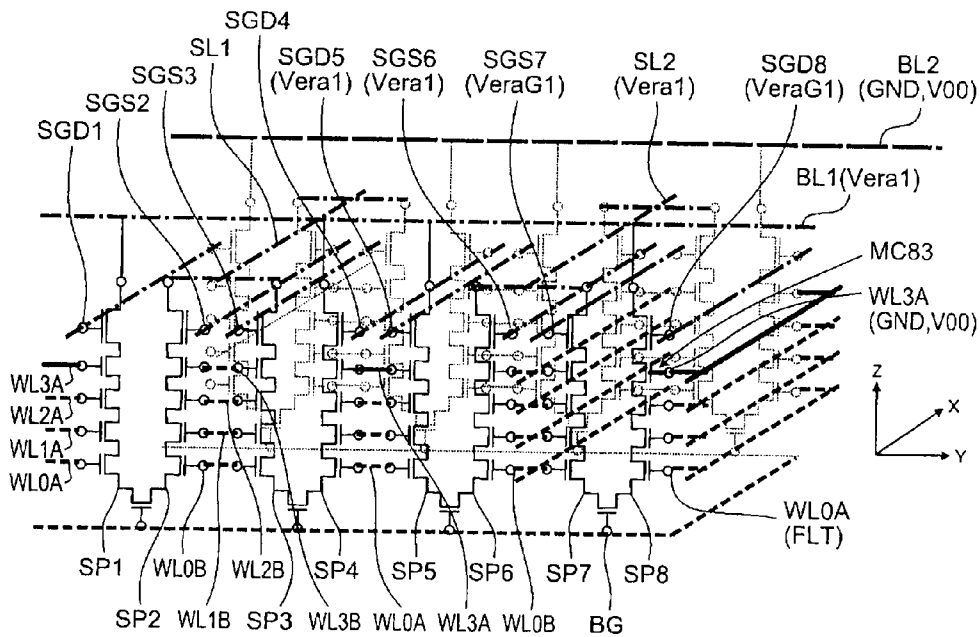 SGD4
SL1
SGS3
SGS2
SGD1
SGD5
(Vera1)
SGS6
(Vera1)
SGS7
(VeraG1)
SL2
(Vera1)
SGD8
(VeraG1)
BL2
(GND,V00)
BL1(Vera1)
MC83
WL3A
(GND,V00)
WL3A
WL2A
WL1A
WL0A
Z
X
Y
WL0A
(FLT)
SP1
WL0B
WL2B
SP4
SP5
SP6
SP7
SP8
SP2
WL1B
SP3
WL3B
WL0A
WL3A
WL0B
BG